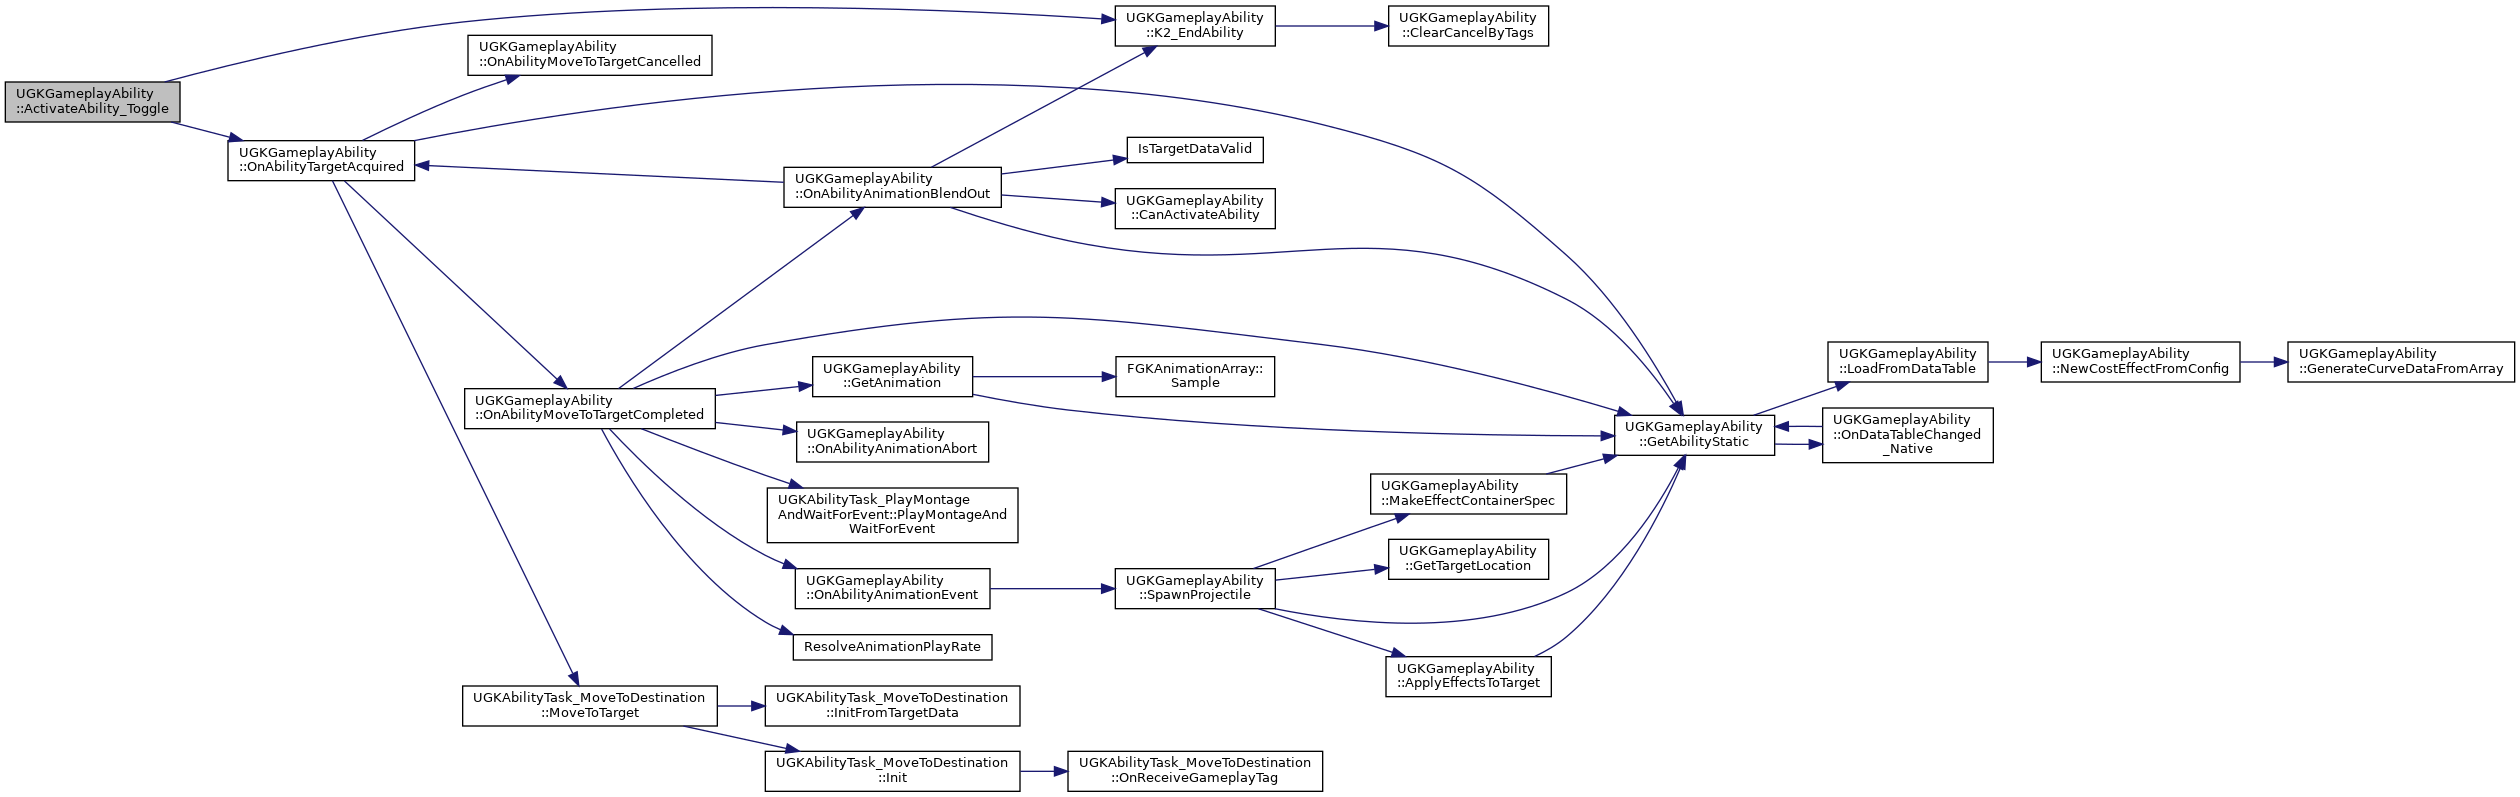 UGKGameplayAbility
::ActivateAbility_Toggle
UGKGameplayAbility
::OnAbilityTargetAcquired
UGKGameplayAbility
::OnAbilityMoveToTargetCancelled
UGKGameplayAbility
::OnAbilityMoveToTargetCompleted
UGKAbilityTask_MoveToDestination
::MoveToTarget
UGKGameplayAbility
::OnAbilityAnimationBlendOut
UGKGameplayAbility
::GetAnimation
UGKGameplayAbility
::OnAbilityAnimationAbort
UGKAbilityTask_PlayMontage
AndWaitForEvent::PlayMontageAnd
WaitForEvent
UGKGameplayAbility
::OnAbilityAnimationEvent
ResolveAnimationPlayRate
UGKAbilityTask_MoveToDestination
::InitFromTargetData
UGKAbilityTask_MoveToDestination
::Init
UGKGameplayAbility
::K2_EndAbility
IsTargetDataValid
UGKGameplayAbility
::CanActivateAbility
FGKAnimationArray::
Sample
UGKGameplayAbility
::SpawnProjectile
UGKAbilityTask_MoveToDestination
::OnReceiveGameplayTag
UGKGameplayAbility
::ClearCancelByTags
UGKGameplayAbility
::MakeEffectContainerSpec
UGKGameplayAbility
::GetTargetLocation
UGKGameplayAbility
::ApplyEffectsToTarget
UGKGameplayAbility
::GetAbilityStatic
UGKGameplayAbility
::LoadFromDataTable
UGKGameplayAbility
::OnDataTableChanged
_Native
UGKGameplayAbility
::NewCostEffectFromConfig
UGKGameplayAbility
::GenerateCurveDataFromArray